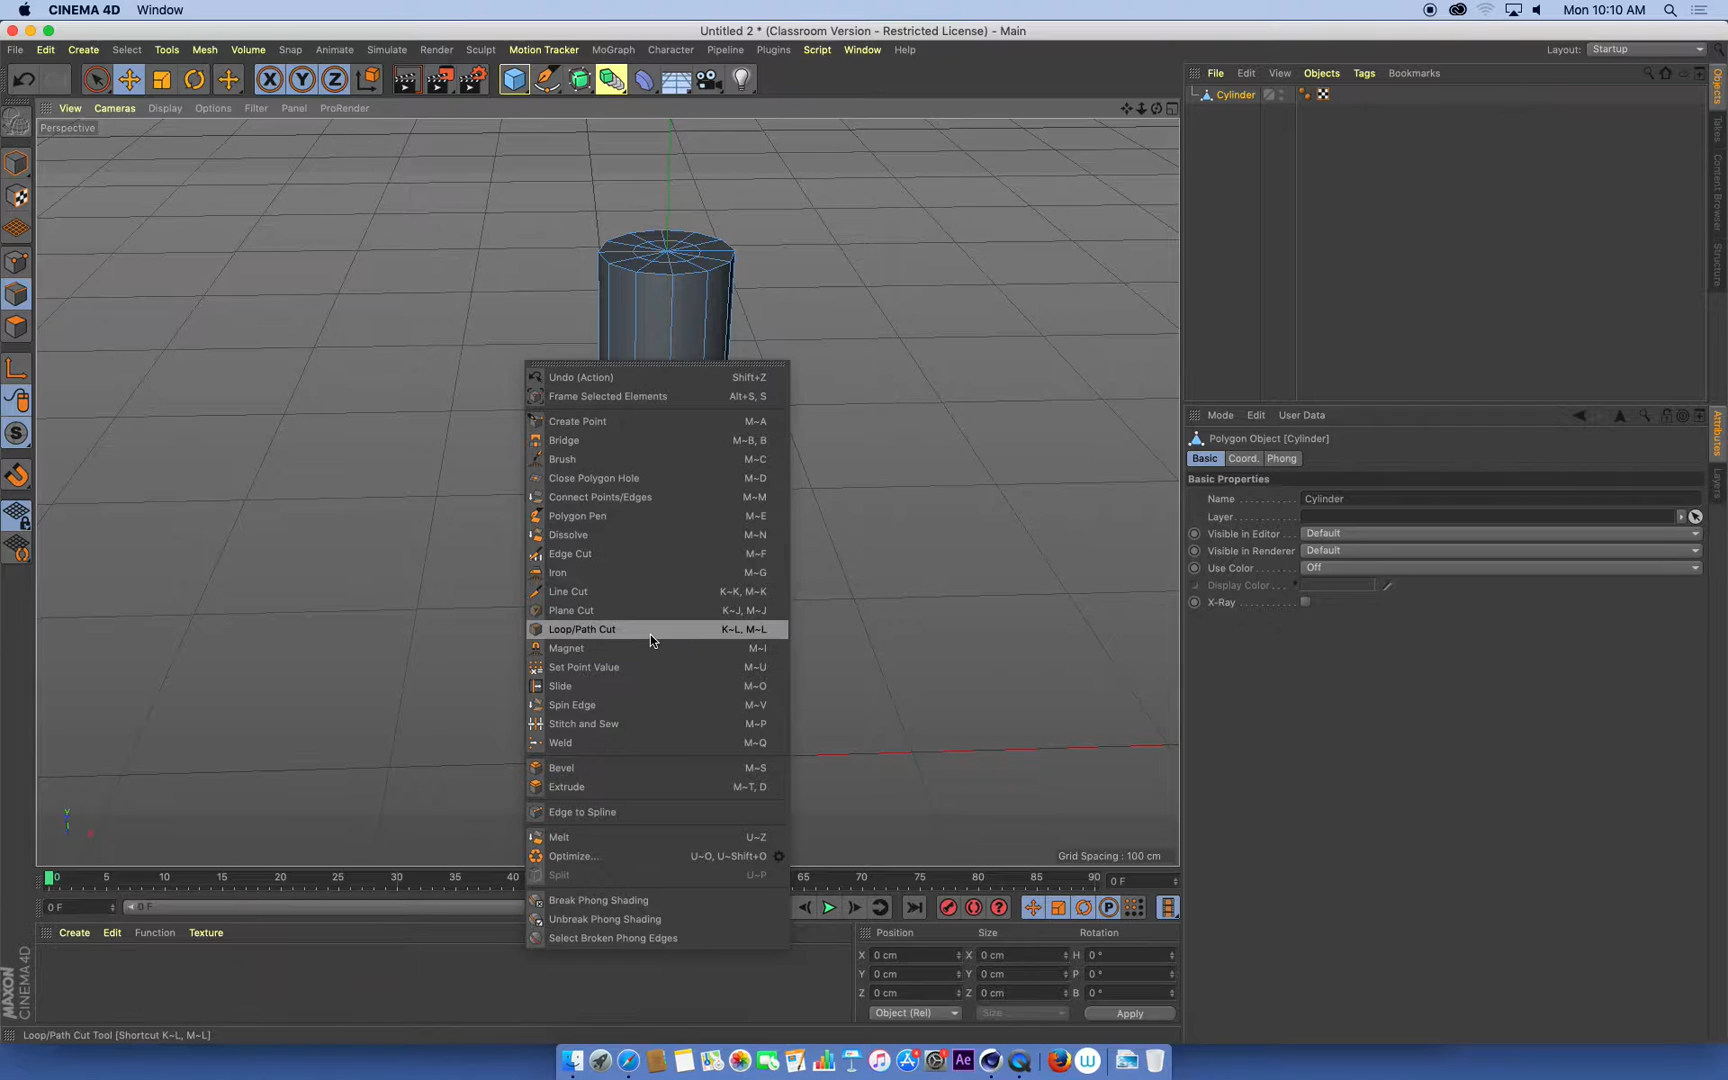 CINEMA 4D Window Mon 10:10 AM
Untitled 2 * (Classroom Version - Restricted License) - Main
File Edit Create Select Tools Mesh Volume Snap Animate Simulate Render Sculpt Motion Tracker MoGraph Character Pipeline Plugins Script Window Help Layout: Startup
X Y Z
File Edit View Objects Tags Bookmarks
Cylinder
View Cameras Display Options Filter Panel ProRender
Perspective
Undo (Action) Shift+Z
Frame Selected Elements Alt+S, S
Create Point M~A
Bridge M~B, B
Brush M~C
Close Polygon Hole M~D
Connect Points/Edges M~M
Polygon Pen M~E
Dissolve M~N
Edge Cut M~F
Iron M~G
Line Cut K~K, M~K
Plane Cut K~J, M~J
Loop/Path Cut K~L, M~L
Magnet M~I
Set Point Value M~U
Slide M~O
Spin Edge M~V
Stitch and Sew M~P
Weld M~Q
Bevel M~S
Extrude M~T, D
Edge to Spline
Melt U~Z
Optimize... U~O, U~Shift+O
Split U~P
Break Phong Shading
Unbreak Phong Shading
Select Broken Phong Edges
Mode Edit User Data
Polygon Object [Cylinder]
Basic Coord. Phong
Basic Properties
Name Cylinder
Layer
Visible in Editor Default
Visible in Renderer Default
Use Color Off
Display Color
X-Ray
Objects
Takes
Content Browser
Structure
Attributes
Layers
Y
X
Grid Spacing : 100 cm
0 5 10 15 20 25 30 35 40 65 70 75 80 85 90 0 F
0 F 0 F
Create Edit Function Texture
Position Size Rotation
X 0 cm X 0 cm H 0 °
Y 0 cm Y 0 cm P 0 °
Z 0 cm Z 0 cm B 0 °
Object (Rel) Size Apply
MAXON
CINEMA 4D
Loop/Path Cut Tool [Shortcut K~L, M~L]
Ae W